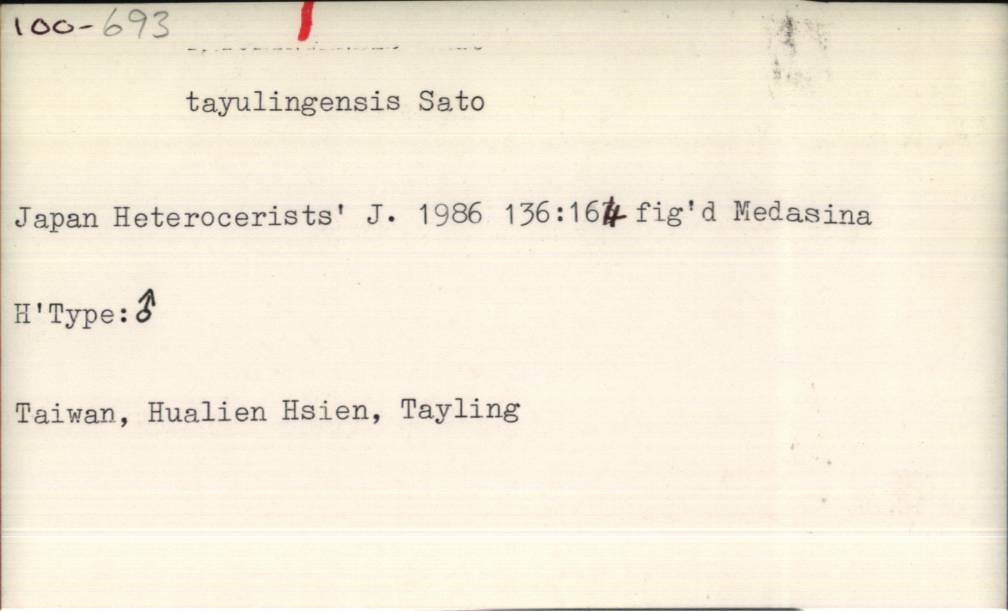 100-693
tayulingensis Sato
Japan Heterocerists' J. 1986 136:164 fig'd Medasina
H'Type:♂
Taiwan, Hualien Hsien, Tayling